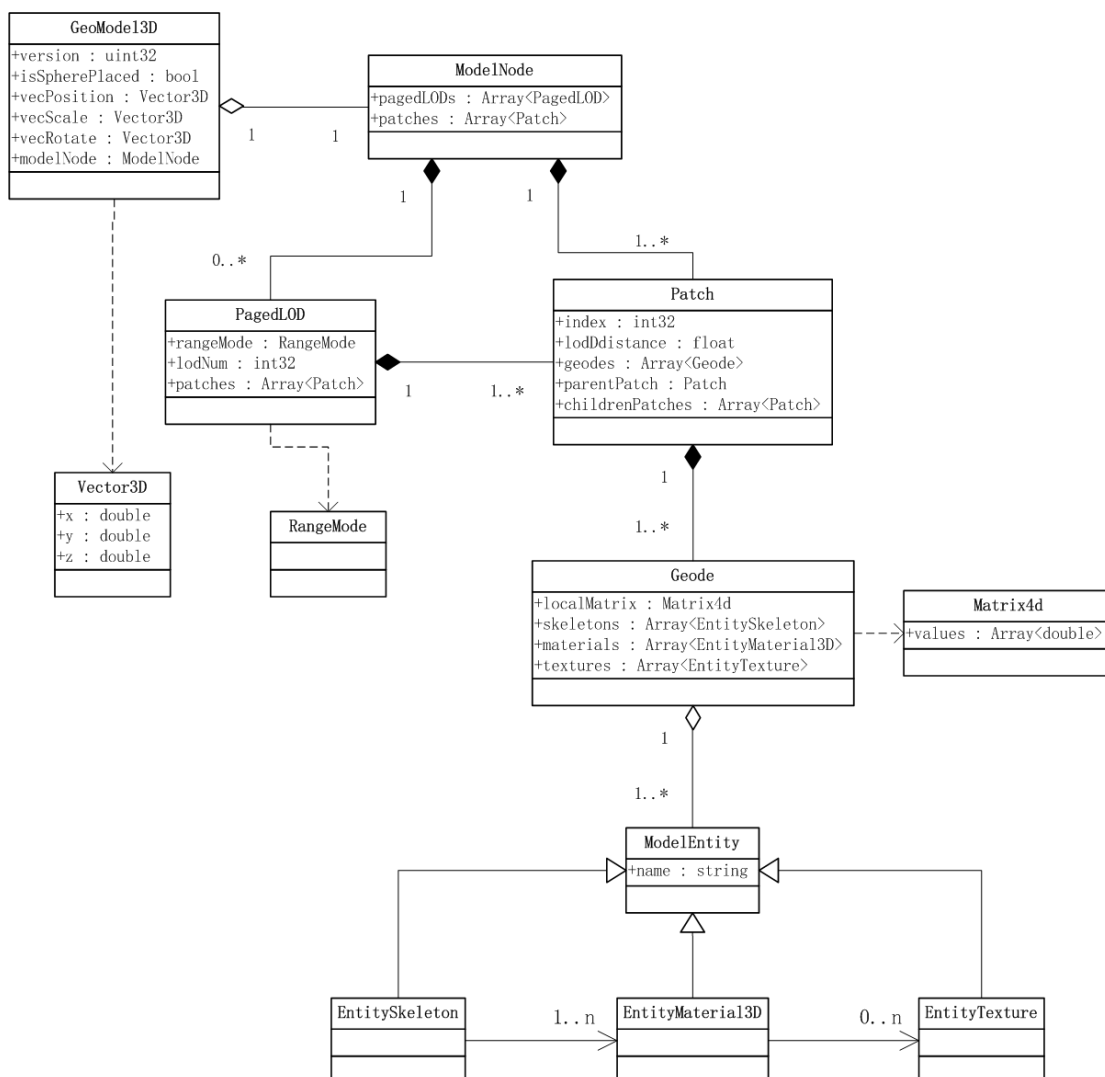 GeoModel3D
+version : uint32
+isSpherePlaced : bool
+vecPosition : Vector3D
+vecScale : Vector3D
+vecRotate : Vector3D
+modelNode : ModelNode
1
1
ModelNode
+pagedLODs : Array<PagedLOD>
+patches : Array<Patch>
1
1
0..*
1..*
PagedLOD
+rangeMode : RangeMode
+lodNum : int32
+patches : Array<Patch>
1
1..*
Patch
+index : int32
+lodDdistance : float
+geodes : Array<Geode>
+parentPatch : Patch
+childrenPatches : Array<Patch>
Vector3D
+x : double
+y : double
+z : double
RangeMode
1
1..*
Geode
+localMatrix : Matrix4d
+skeletons : Array<EntitySkeleton>
+materials : Array<EntityMaterial3D>
+textures : Array<EntityTexture>
Matrix4d
+values : Array<double>
1
1..*
ModelEntity
+name : string
EntitySkeleton
1..n
EntityMaterial3D
0..n
EntityTexture